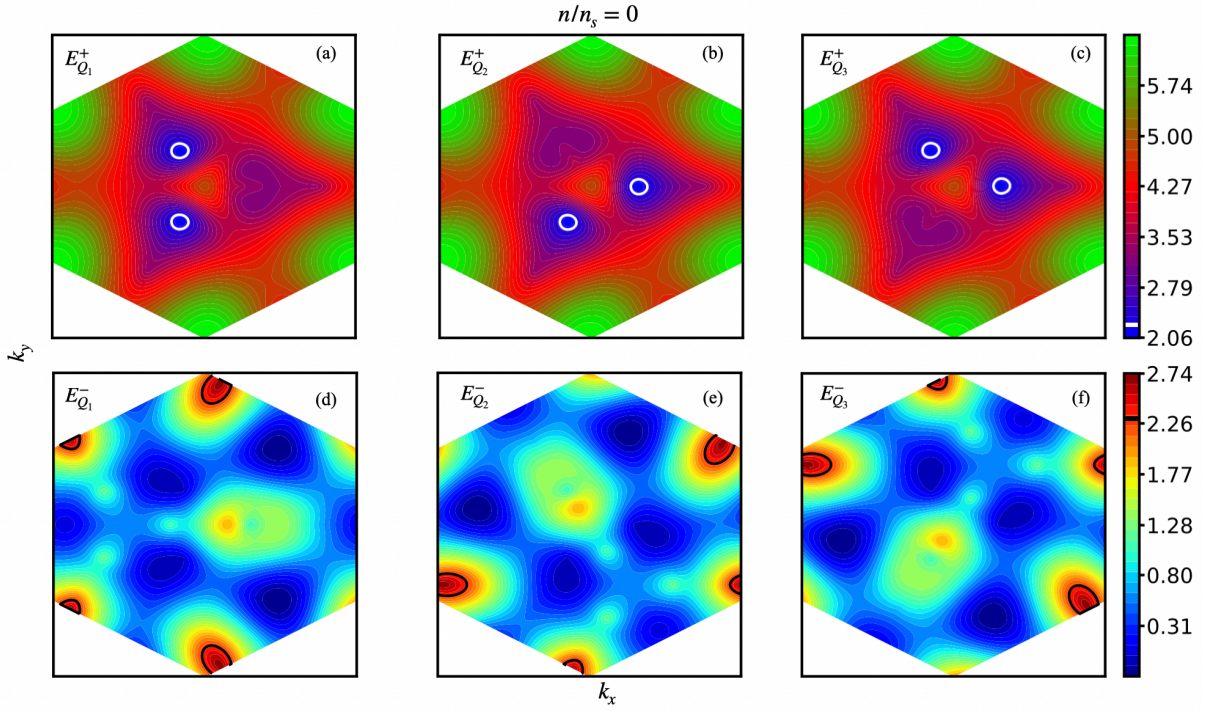 n/n_s = 0
E^+_{Q_1}
(a)
E^+_{Q_2}
(b)
E^+_{Q_3}
(c)
5.74
5.00
4.27
3.53
2.79
2.06
k_y
E^-_{Q_1}
(d)
E^-_{Q_2}
(e)
E^-_{Q_3}
(f)
2.74
2.26
1.77
1.28
0.80
0.31
k_x